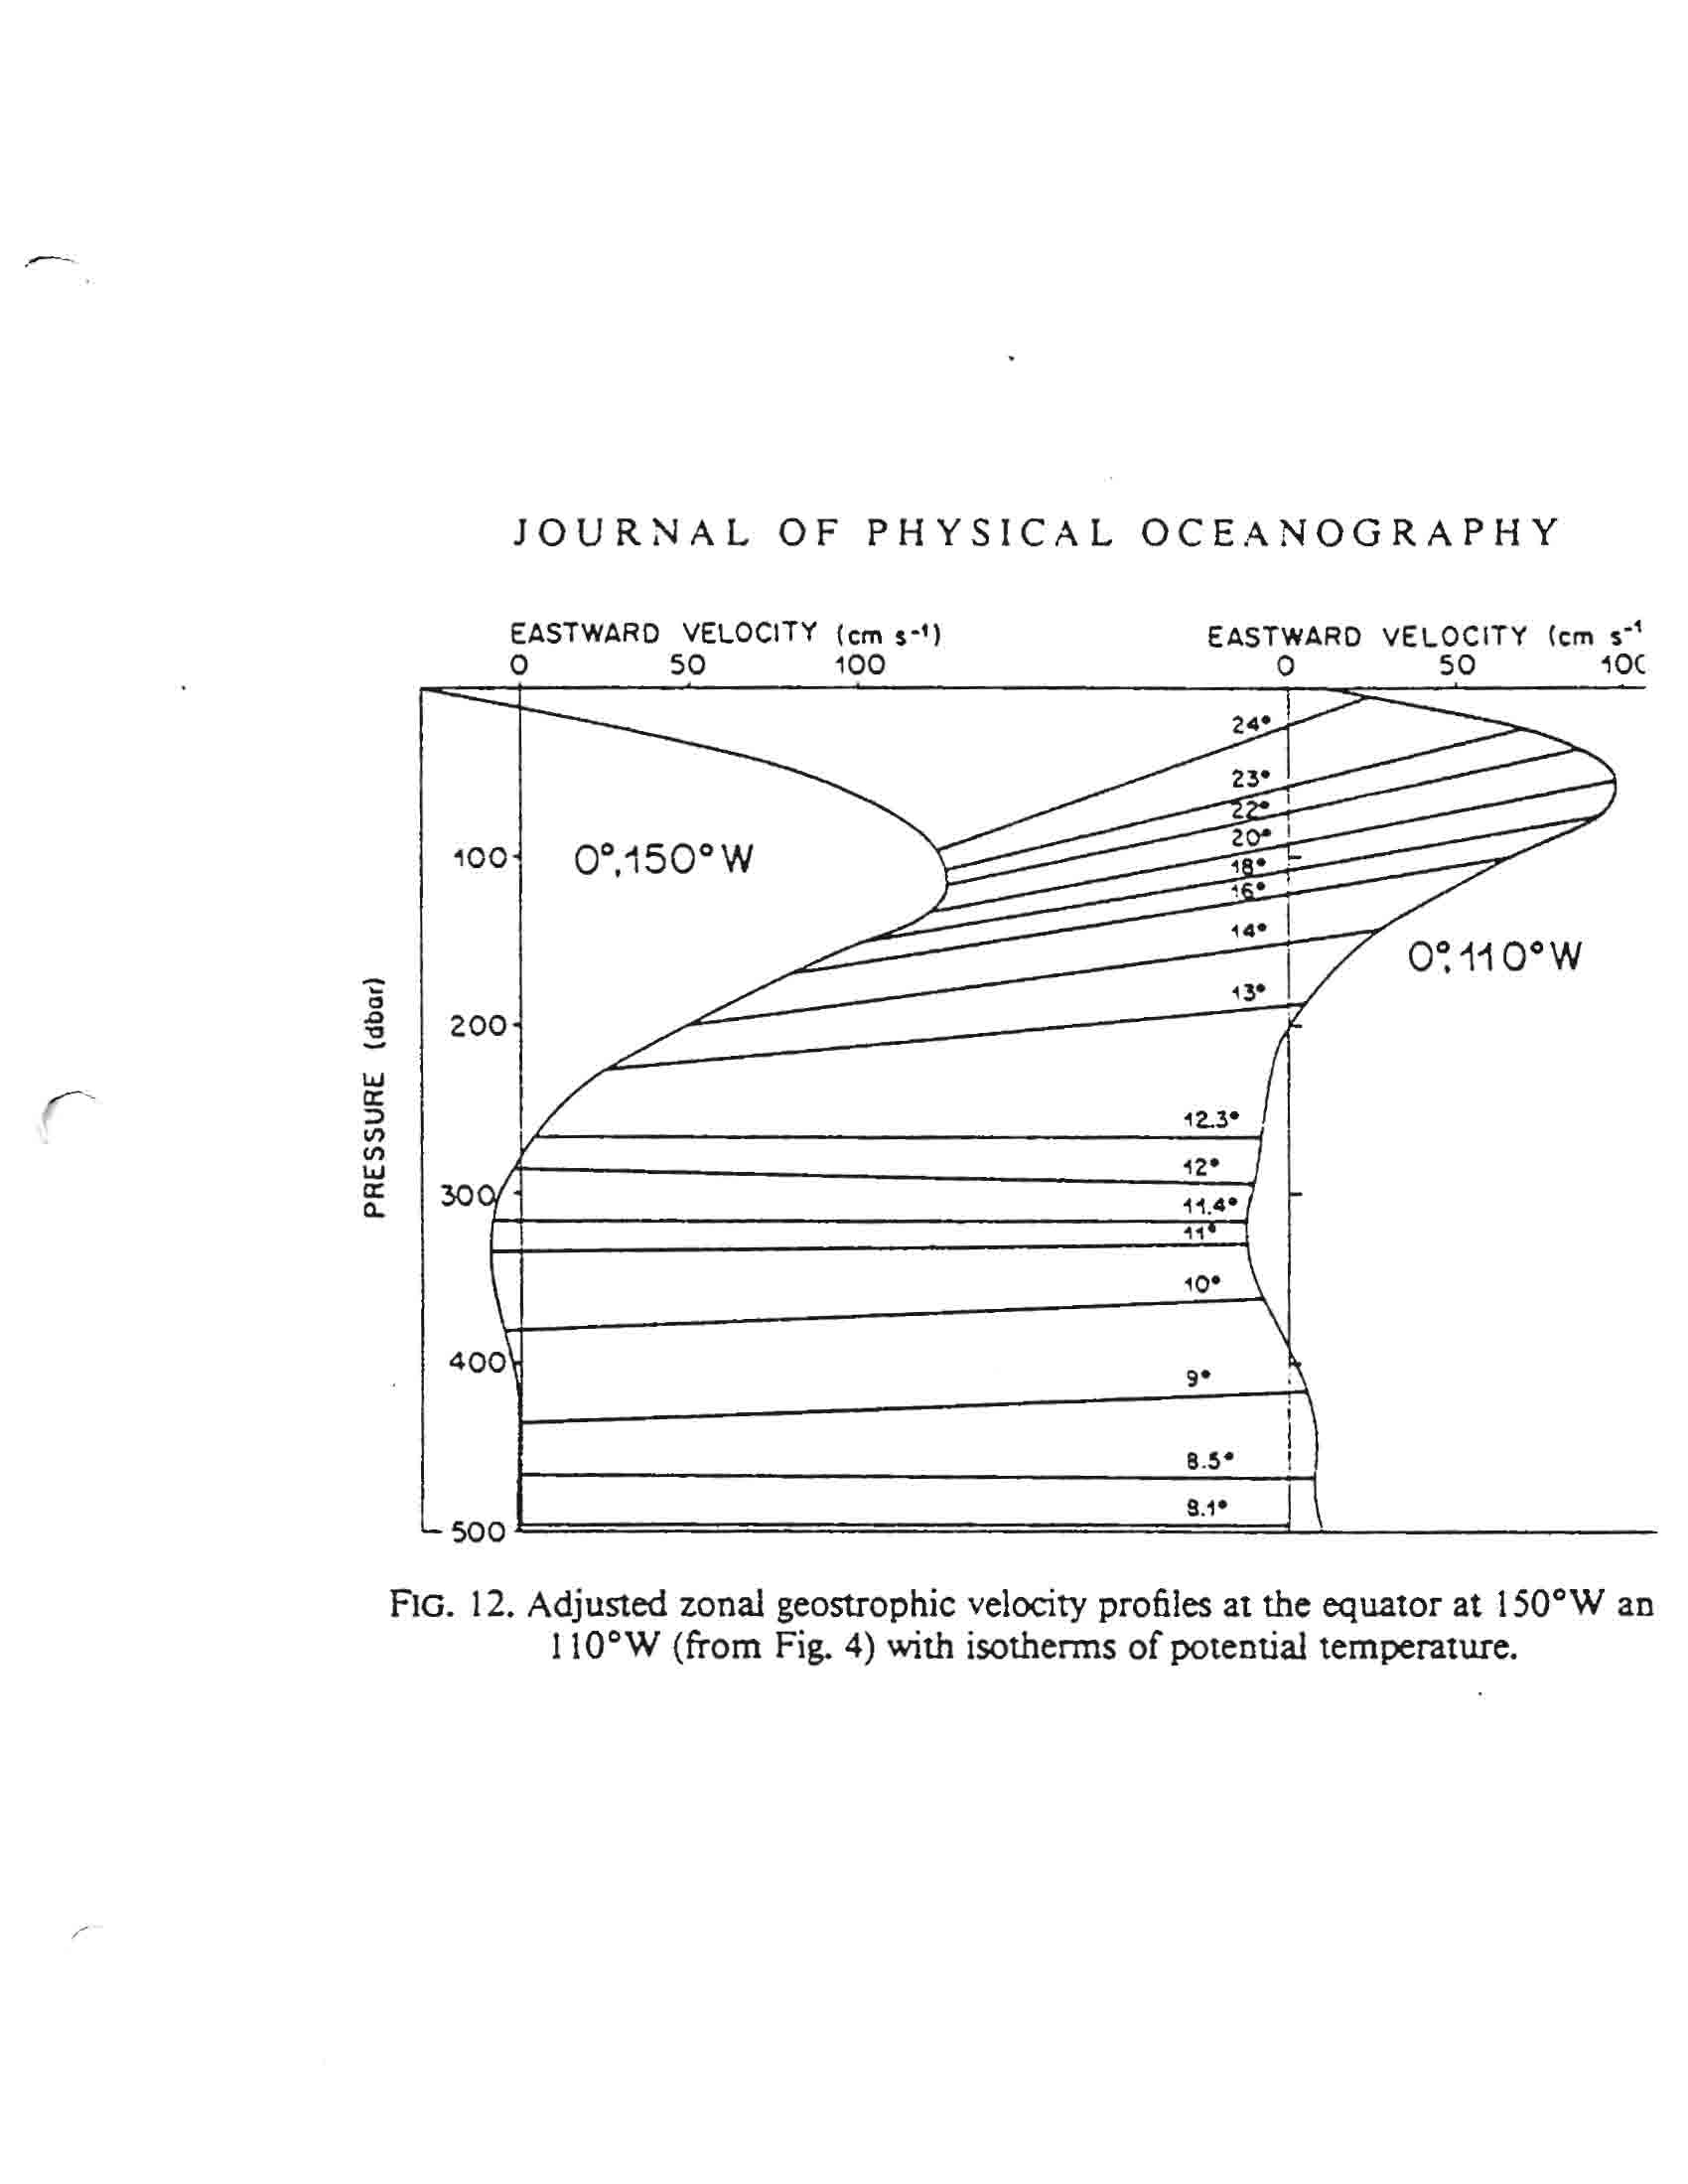 JOURNAL OF PHYSICAL OCEANOGRAPHY
EASTWARD VELOCITY (cm s⁻¹)
0 50 100
EASTWARD VELOCITY (cm s⁻¹
0 50 10
PRESSURE (dbar)
100
200
300
400
500
0°,150°W
0°,110°W
24°
23°
22°
20°
18°
16°
14°
13°
12.3°
12°
11.4°
11°
10°
9°
8.5°
8.1°
FIG. 12. Adjusted zonal geostrophic velocity profiles at the equator at 150°W an
110°W (from Fig. 4) with isotherms of potential temperature.